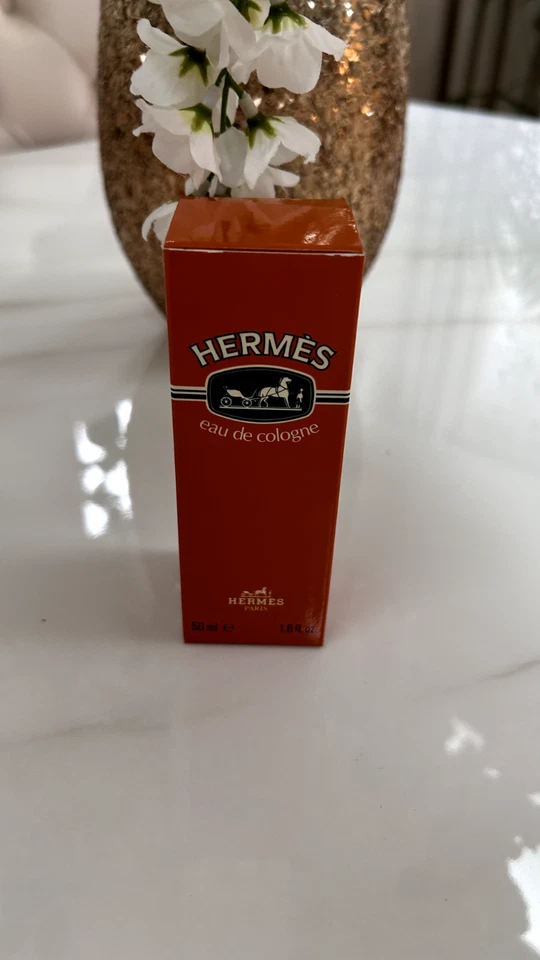 HERMÈS
eau de cologne
HERMÈS
PARIS
50 ml ℮ 1.6 fl. oz.